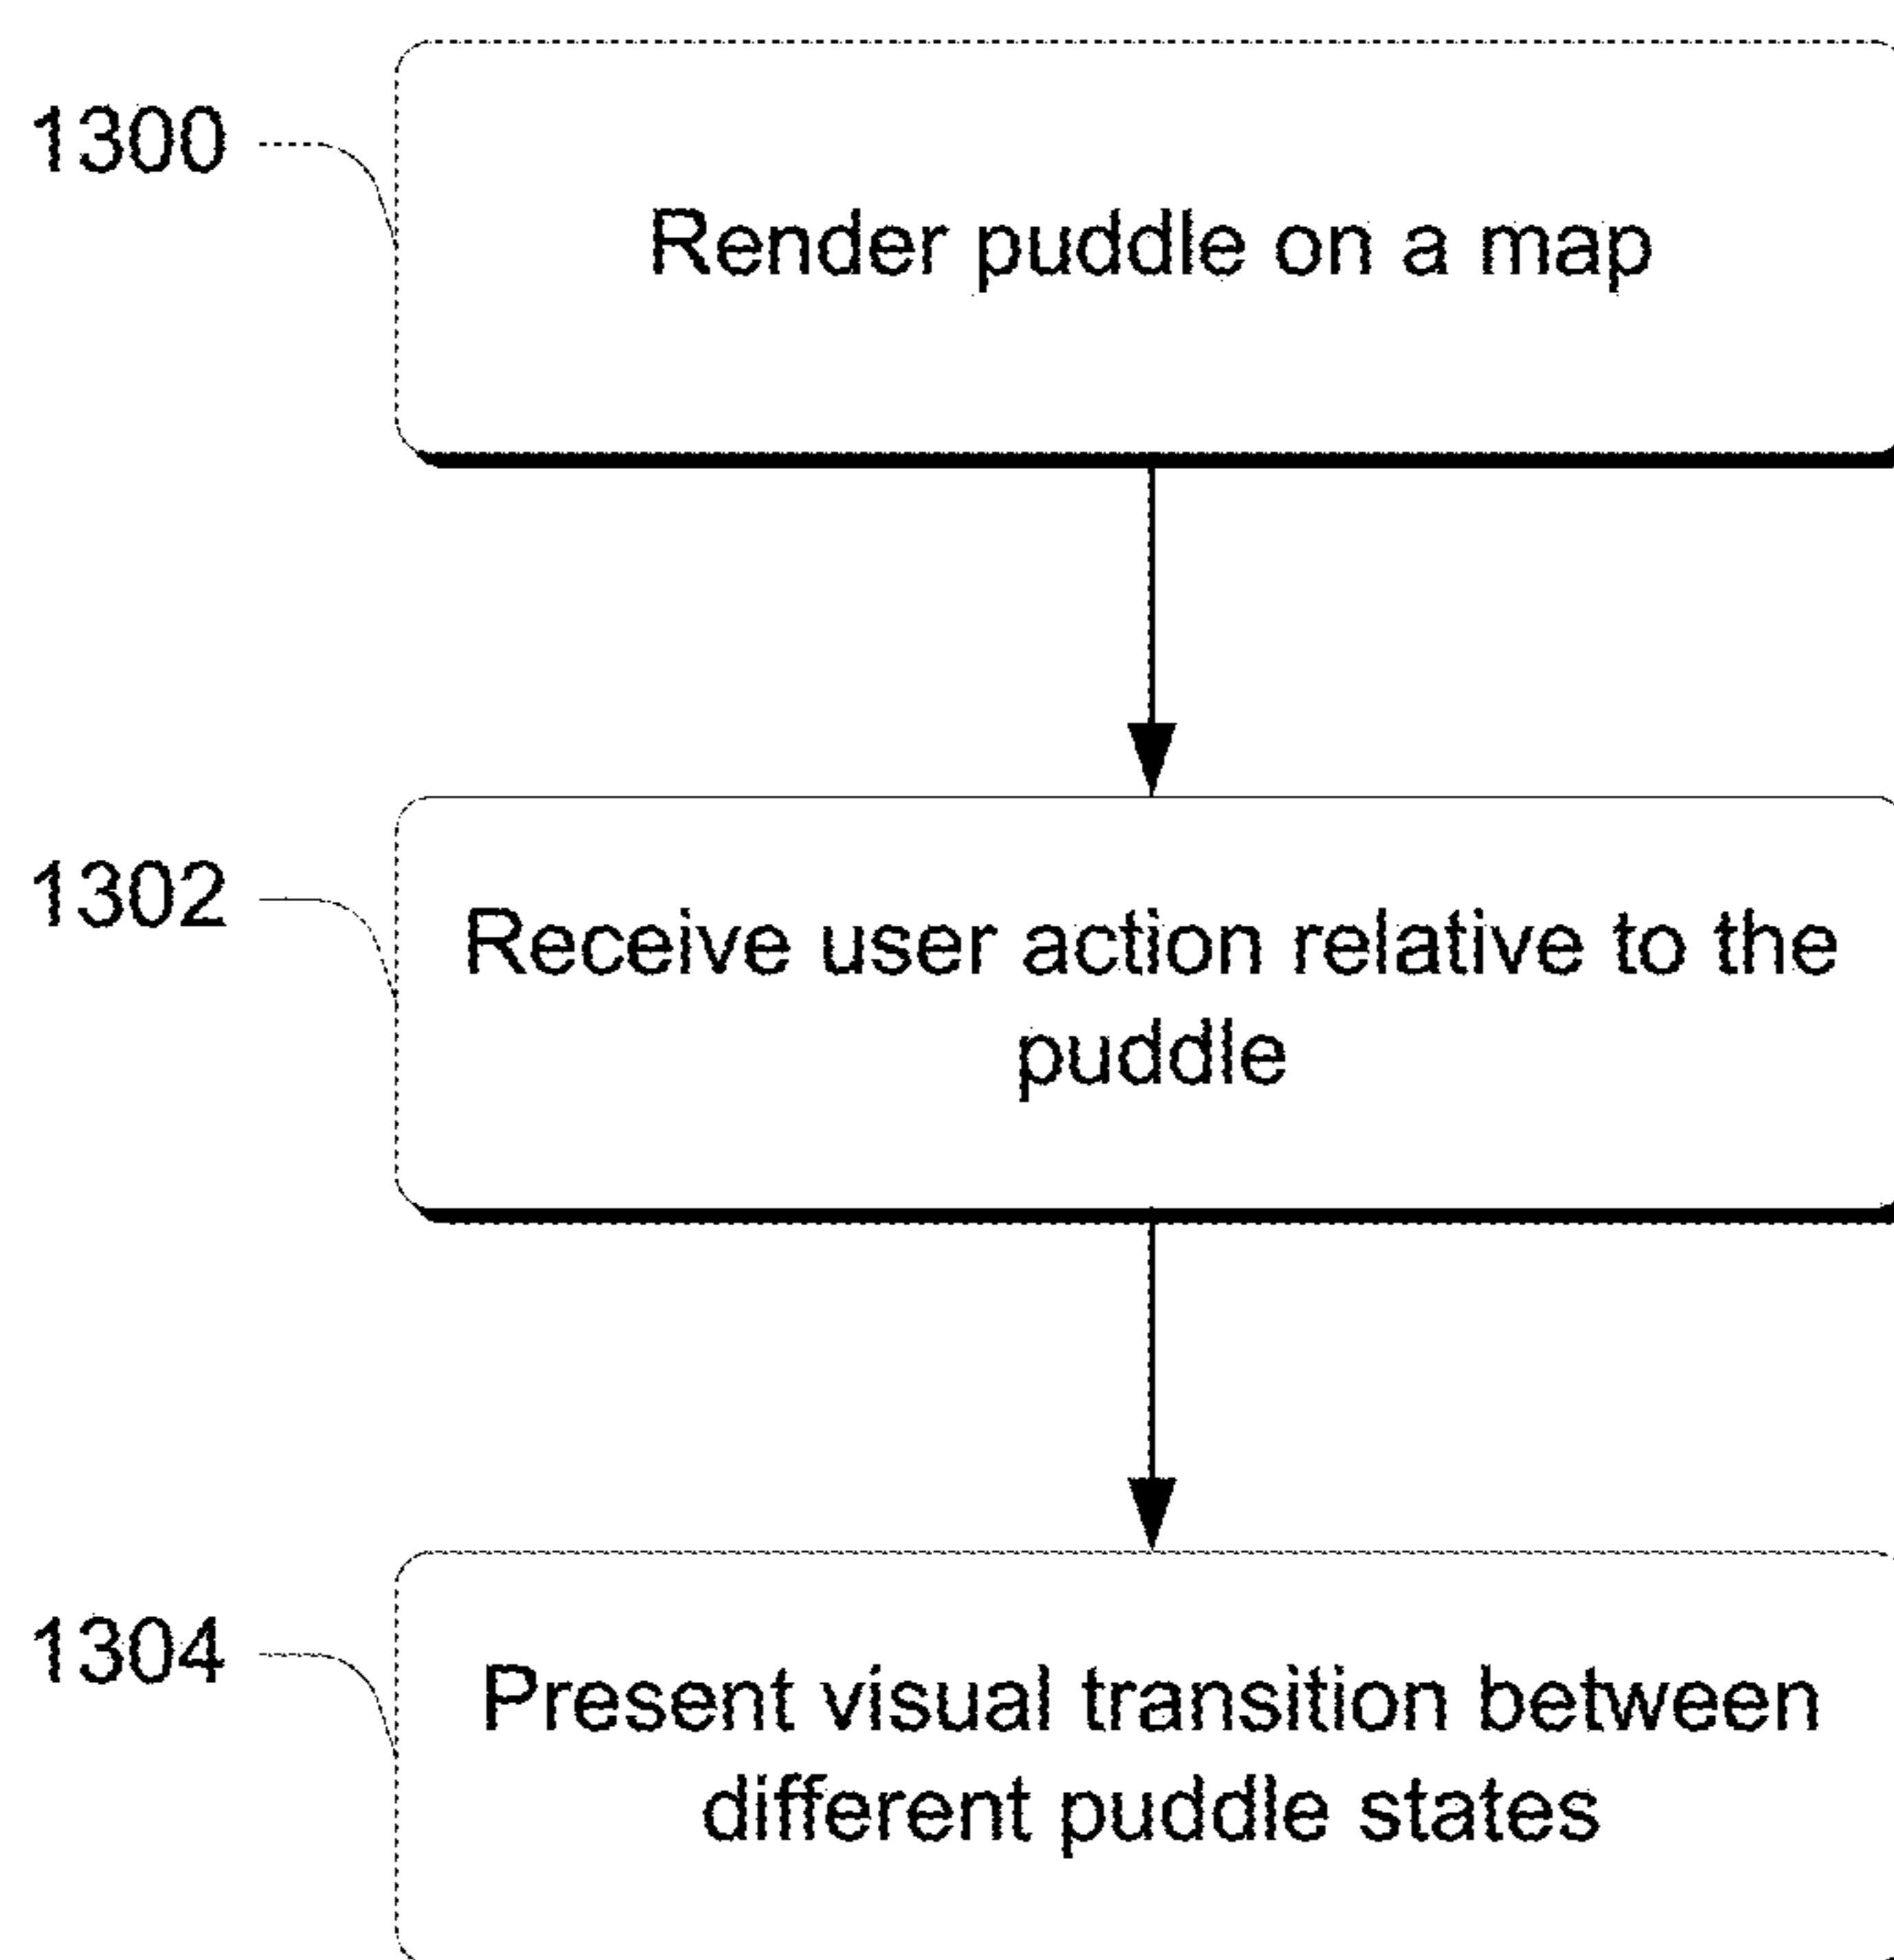 1300
Render puddle on a map
1302
Receive user action relative to the
puddle
1304
Present visual transition between
different puddle states